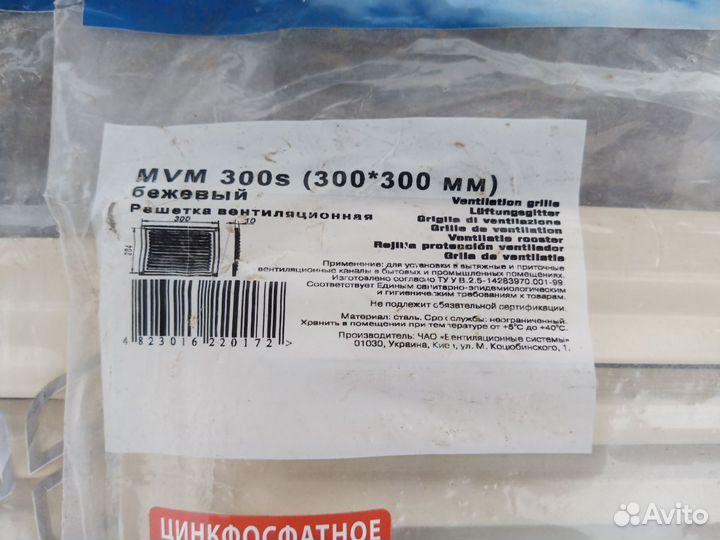 MVM 300s (300*300 мм)
бежевый
Решетка вентиляционная
Ventilation grille
Lüftungsgitter
Griglie di ventilazione
Grille de ventilation
Ventilatie rooster
Rejilla protección ventilador
Grila de ventilatie
300
10
Применение: для установки в вытяжные и приточные
вентиляционные каналы в бытовых и промышленных помещениях.
Изготовлено согласно ТУ У В.2.5-14283970.001-99.
Соответствует Единым санитарно-эпидемиологическим
и гигиеническим требованиям к товарам.
Не подлежит обязательной сертификации.
Материал: сталь. Срок службы: неограниченный.
Хранить в помещении при температуре от +5°С до +40°С.
Производитель: ЧАО «Вентиляционные системы»
01030, Украина, Киев, ул. М. Коцюбинского, 1.
4 823016 220172 >
ЦИНКФОСФАТНОЕ
Avito